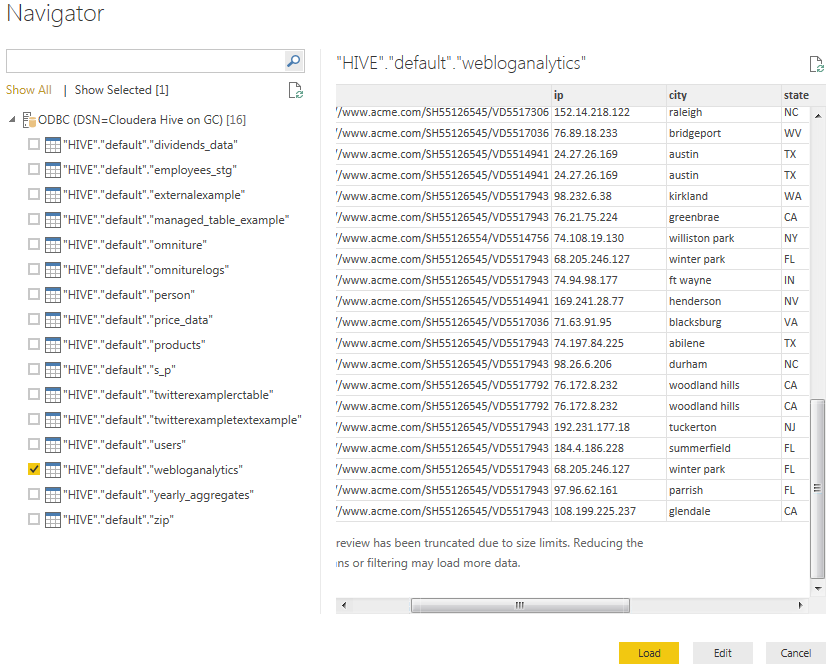 Navigator
Show All | Show Selected [1]
ODBC (DSN=Cloudera Hive on GC) [16]
"HIVE"."default"."dividends_data"
"HIVE"."default"."employees_stg"
"HIVE"."default"."externalexample"
"HIVE"."default"."managed_table_example"
"HIVE"."default"."omniture"
"HIVE"."default"."omniturelogs"
"HIVE"."default"."person"
"HIVE"."default"."price_data"
"HIVE"."default"."products"
"HIVE"."default"."s_p"
"HIVE"."default"."twitterexamplerctable"
"HIVE"."default"."twitterexampletextexample"
"HIVE"."default"."users"
"HIVE"."default"."webloganalytics"
"HIVE"."default"."yearly_aggregates"
"HIVE"."default"."zip"
"HIVE"."default"."webloganalytics"
ip city state
//www.acme.com/SH55126545/VD5517306 152.14.218.122 raleigh NC
//www.acme.com/SH55126545/VD5517036 76.89.18.233 bridgeport WV
//www.acme.com/SH55126545/VD5514941 24.27.26.169 austin TX
//www.acme.com/SH55126545/VD5514941 24.27.26.169 austin TX
//www.acme.com/SH55126545/VD5517943 98.232.6.38 kirkland WA
//www.acme.com/SH55126545/VD5517943 76.21.75.224 greenbrae CA
//www.acme.com/SH55126554/VD5514756 74.108.19.130 williston park NY
//www.acme.com/SH55126545/VD5517943 68.205.246.127 winter park FL
//www.acme.com/SH55126545/VD5517943 74.94.98.177 ft wayne IN
//www.acme.com/SH55126545/VD5514941 169.241.28.77 henderson NV
//www.acme.com/SH55126545/VD5517036 71.63.91.95 blacksburg VA
//www.acme.com/SH55126545/VD5517943 74.197.84.225 abilene TX
//www.acme.com/SH55126545/VD5517943 98.26.6.206 durham NC
//www.acme.com/SH55126545/VD5517792 76.172.8.232 woodland hills CA
//www.acme.com/SH55126545/VD5517792 76.172.8.232 woodland hills CA
//www.acme.com/SH55126545/VD5517943 192.231.177.18 tuckerton NJ
//www.acme.com/SH55126545/VD5517943 184.4.186.228 summerfield FL
//www.acme.com/SH55126545/VD5517943 68.205.246.127 winter park FL
//www.acme.com/SH55126545/VD5517943 97.96.62.161 parrish FL
//www.acme.com/SH55126545/VD5517943 108.199.225.237 glendale CA
review has been truncated due to size limits. Reducing the
ns or filtering may load more data.
Load Edit Cancel